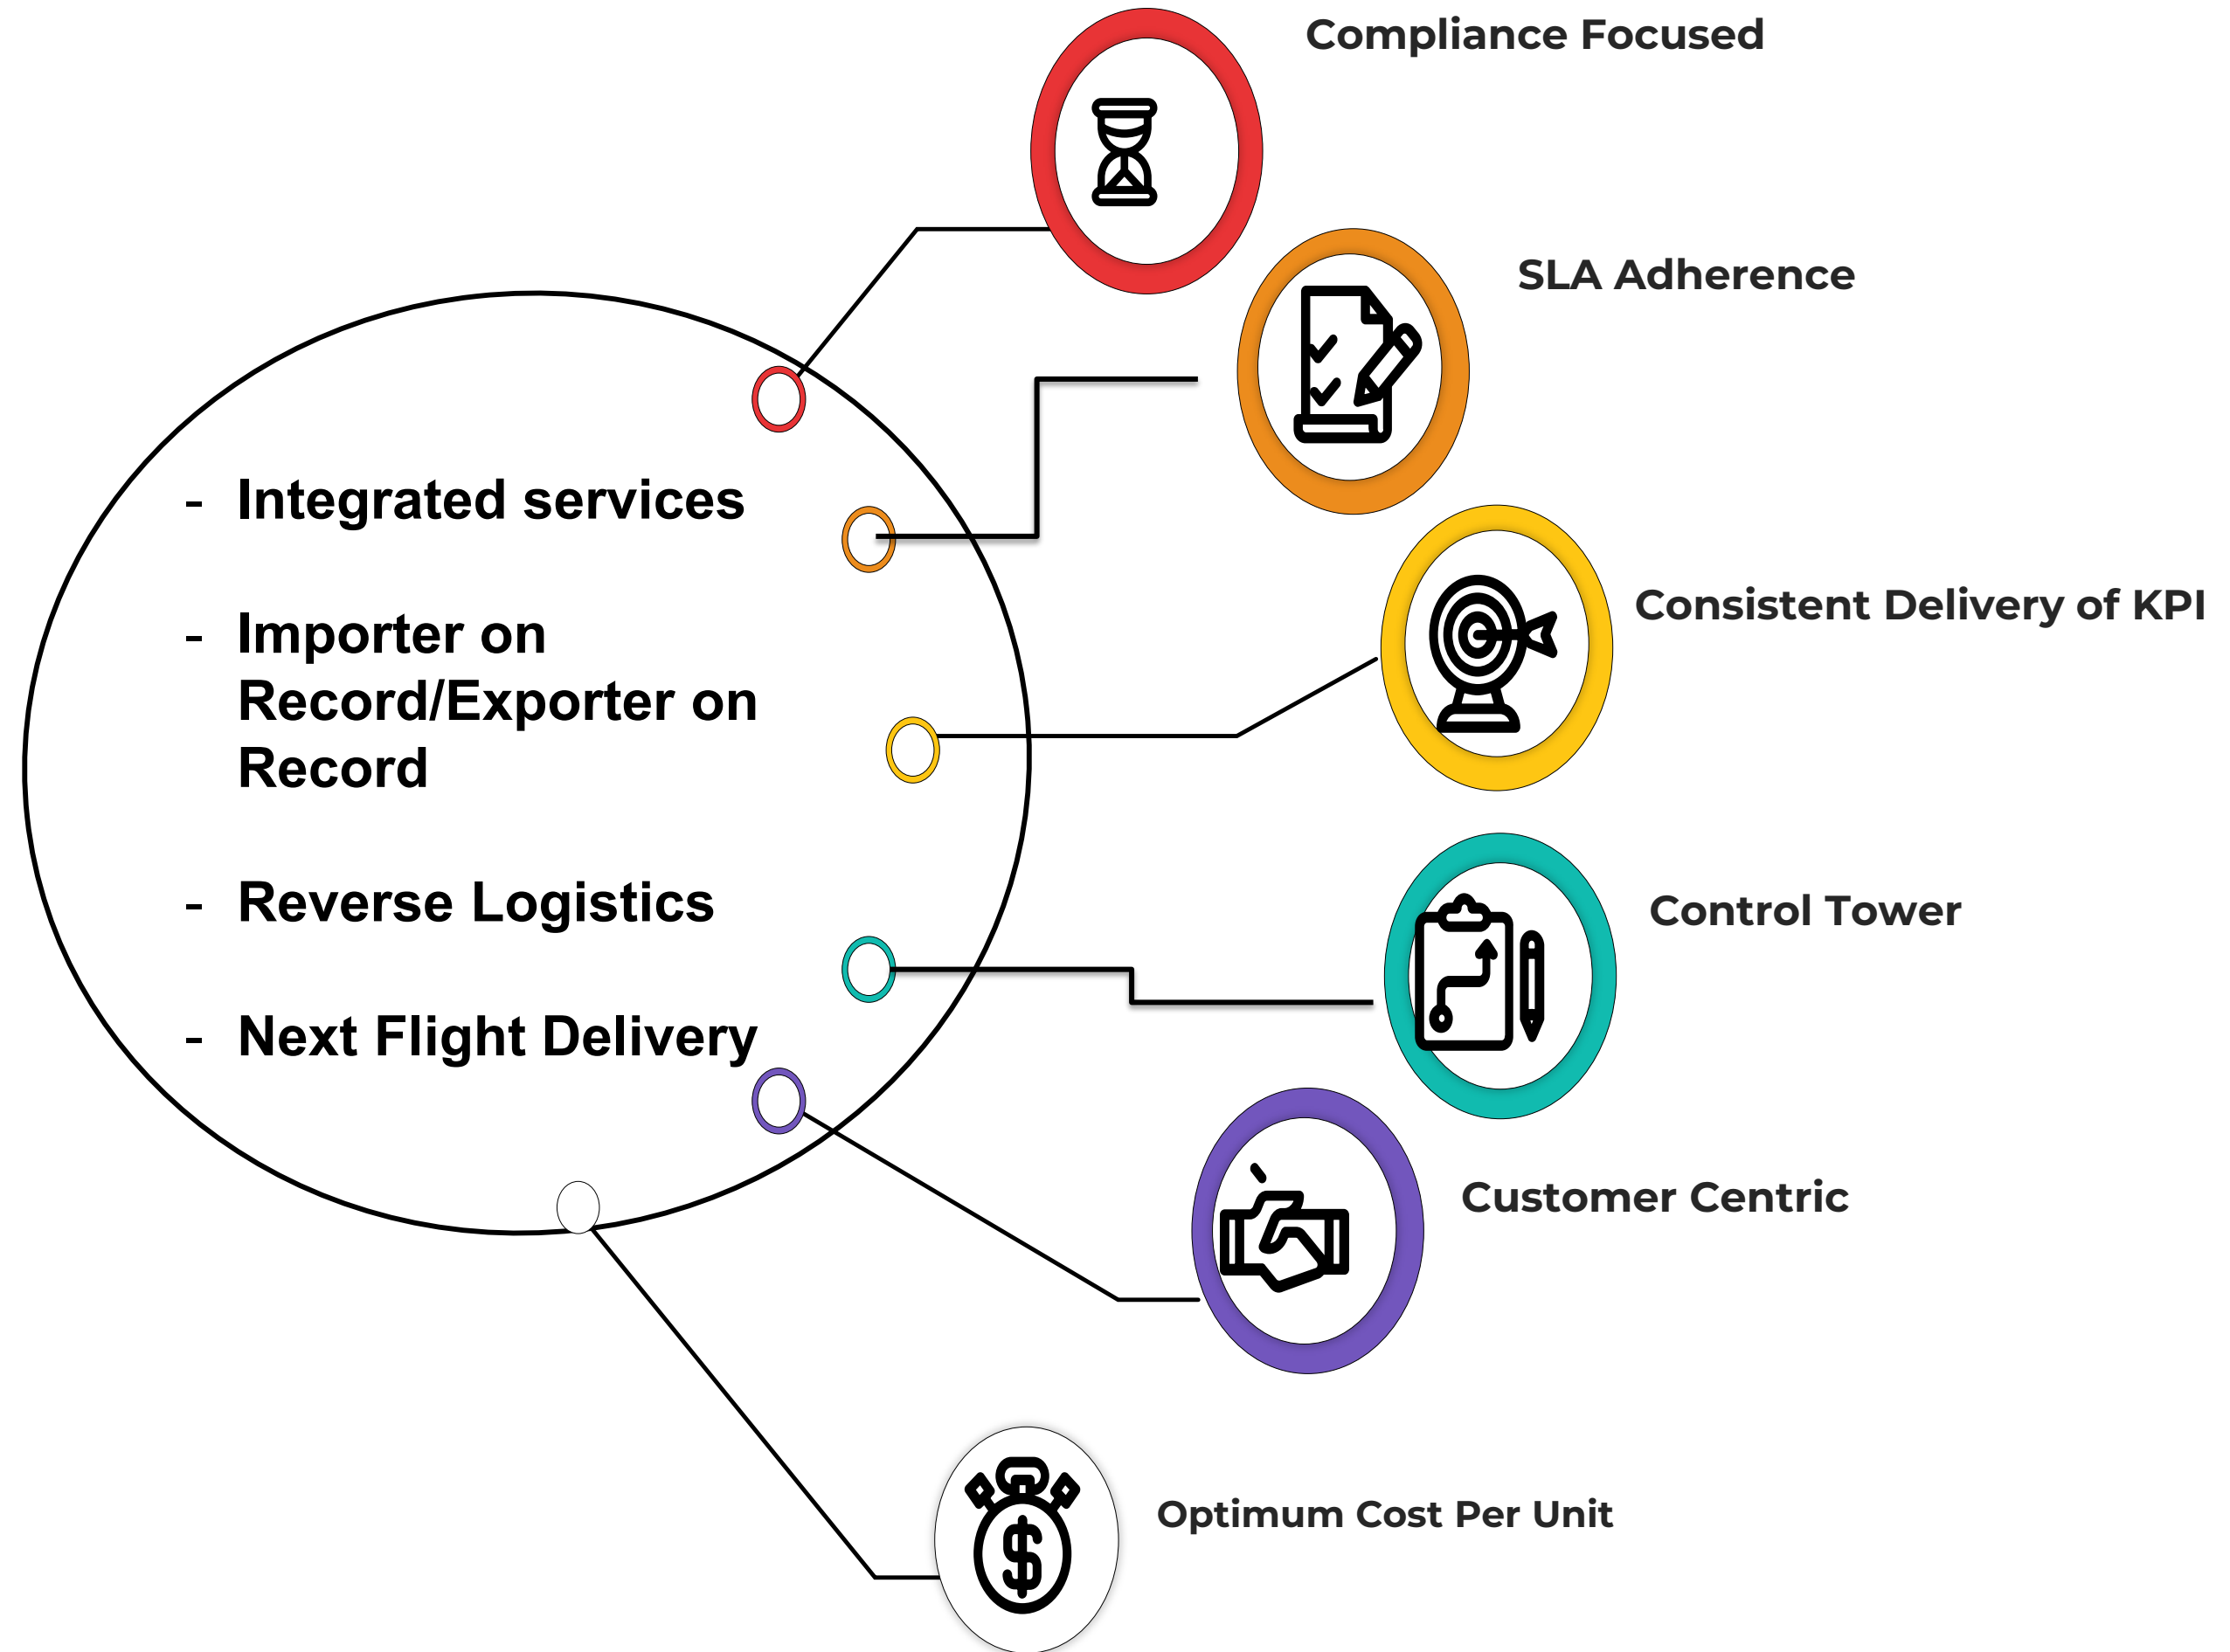 Compliance Focused
SLA Adherence
- Integrated services
- Importer on
Record/Exporter on
Record
- Reverse Logistics
- Next Flight Delivery
Consistent Delivery of KPI
Control Tower
Customer Centric
Optimum Cost Per Unit